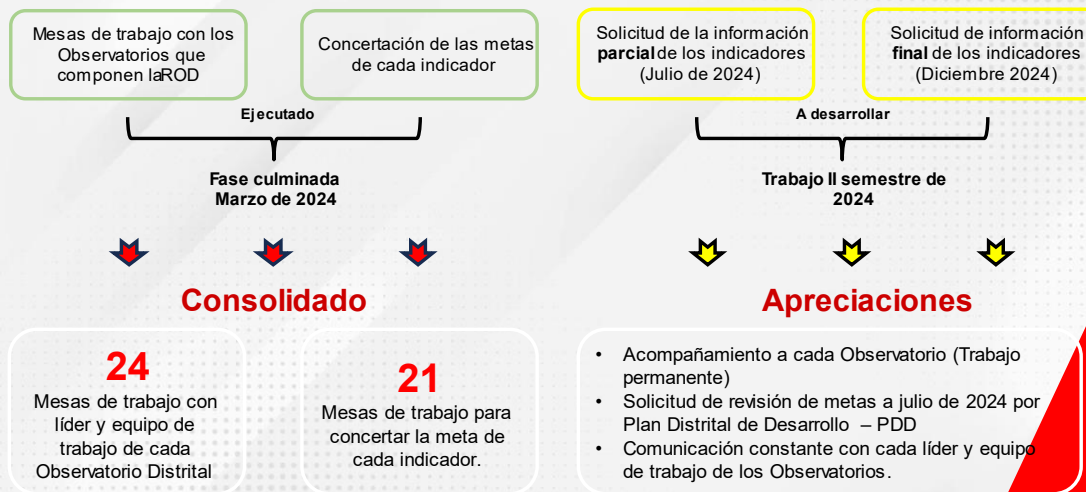 Mesas de trabajo con los
Observatorios que
componen laROD
Concertación de las metas
de cada indicador
Ejecutado
Fase culminada
Marzo de 2024
Solicitud de la información
parcial de los indicadores
(Julio de 2024)
Solicitud de información
final de los indicadores
(Diciembre 2024)
A desarrollar
Trabajo II semestre de
2024
Consolidado
24
Mesas de trabajo con
líder y equipo de
trabajo de cada
Observatorio Distrital
21
Mesas de trabajo para
concertar la meta de
cada indicador.
Apreciaciones
• Acompañamiento a cada Observatorio (Trabajo
permanente)
• Solicitud de revisión de metas a julio de 2024 por
Plan Distrital de Desarrollo – PDD
• Comunicación constante con cada líder y equipo
de trabajo de los Observatorios.